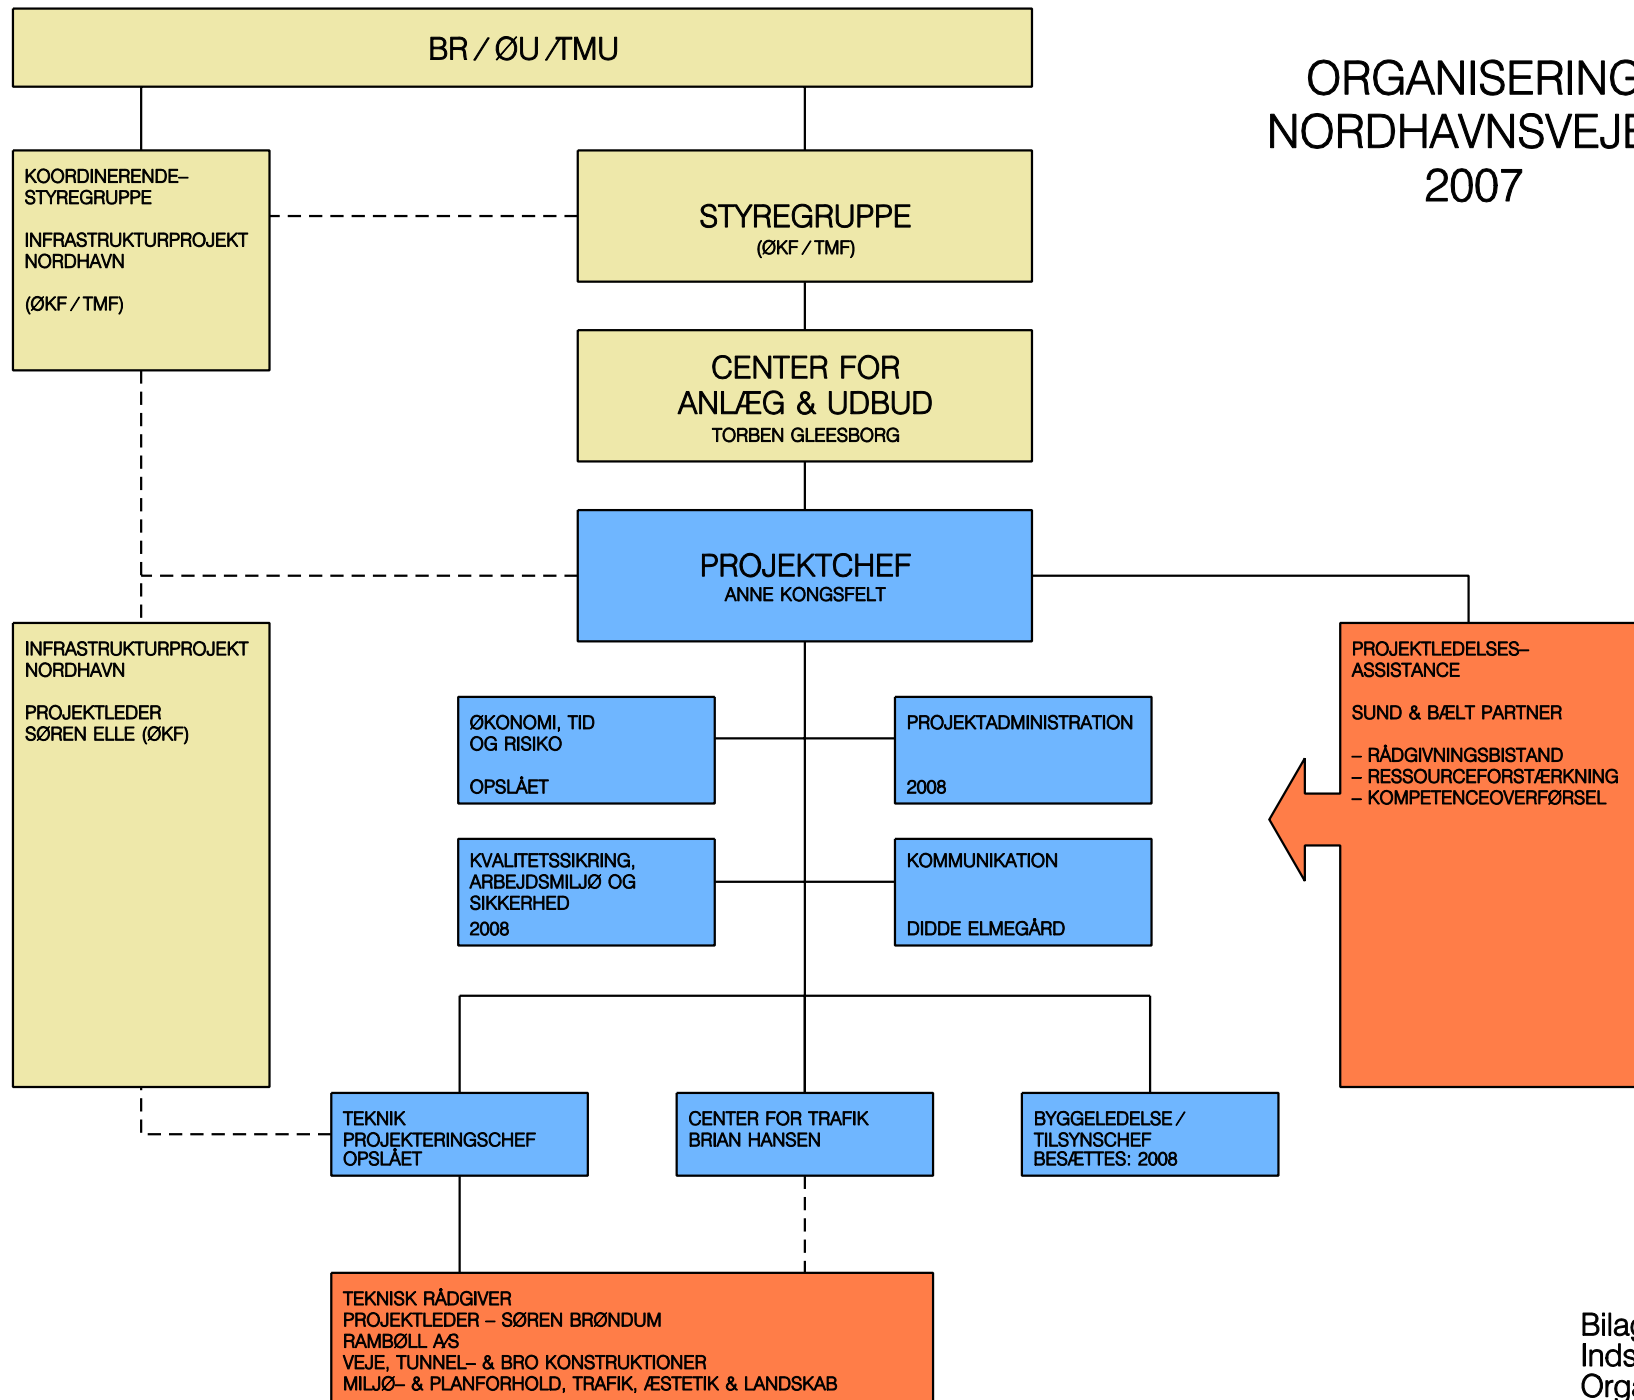 BR / ØU / TMU
ORGANISERING
NORDHAVNSVEJE
2007
KOORDINERENDE–
STYREGRUPPE
INFRASTRUKTURPROJEKT
NORDHAVN
(ØKF / TMF)
STYREGRUPPE
(ØKF / TMF)
CENTER FOR
ANLÆG & UDBUD
TORBEN GLEESBORG
PROJEKTCHEF
ANNE KONGSFELT
INFRASTRUKTURPROJEKT
NORDHAVN
PROJEKTLEDER
SØREN ELLE (ØKF)
ØKONOMI, TID
OG RISIKO
OPSLÅET
PROJEKTADMINISTRATION
2008
KVALITETSSIKRING,
ARBEJDSMILJØ OG
SIKKERHED
2008
KOMMUNIKATION
DIDDE ELMEGÅRD
PROJEKTLEDELSES–
ASSISTANCE
SUND & BÆLT PARTNER
– RÅDGIVNINGSBISTAND
– RESSOURCEFORSTÆRKNING
– KOMPETENCEOVERFØRSEL
TEKNIK
PROJEKTERINGSCHEF
OPSLÅET
CENTER FOR TRAFIK
BRIAN HANSEN
BYGGELEDELSE /
TILSYNSCHEF
BESÆTTES: 2008
TEKNISK RÅDGIVER
PROJEKTLEDER – SØREN BRØNDUM
RAMBØLL A/S
VEJE, TUNNEL– & BRO KONSTRUKTIONER
MILJØ– & PLANFORHOLD, TRAFIK, ÆSTETIK & LANDSKAB
Bilag
Inds
Orga